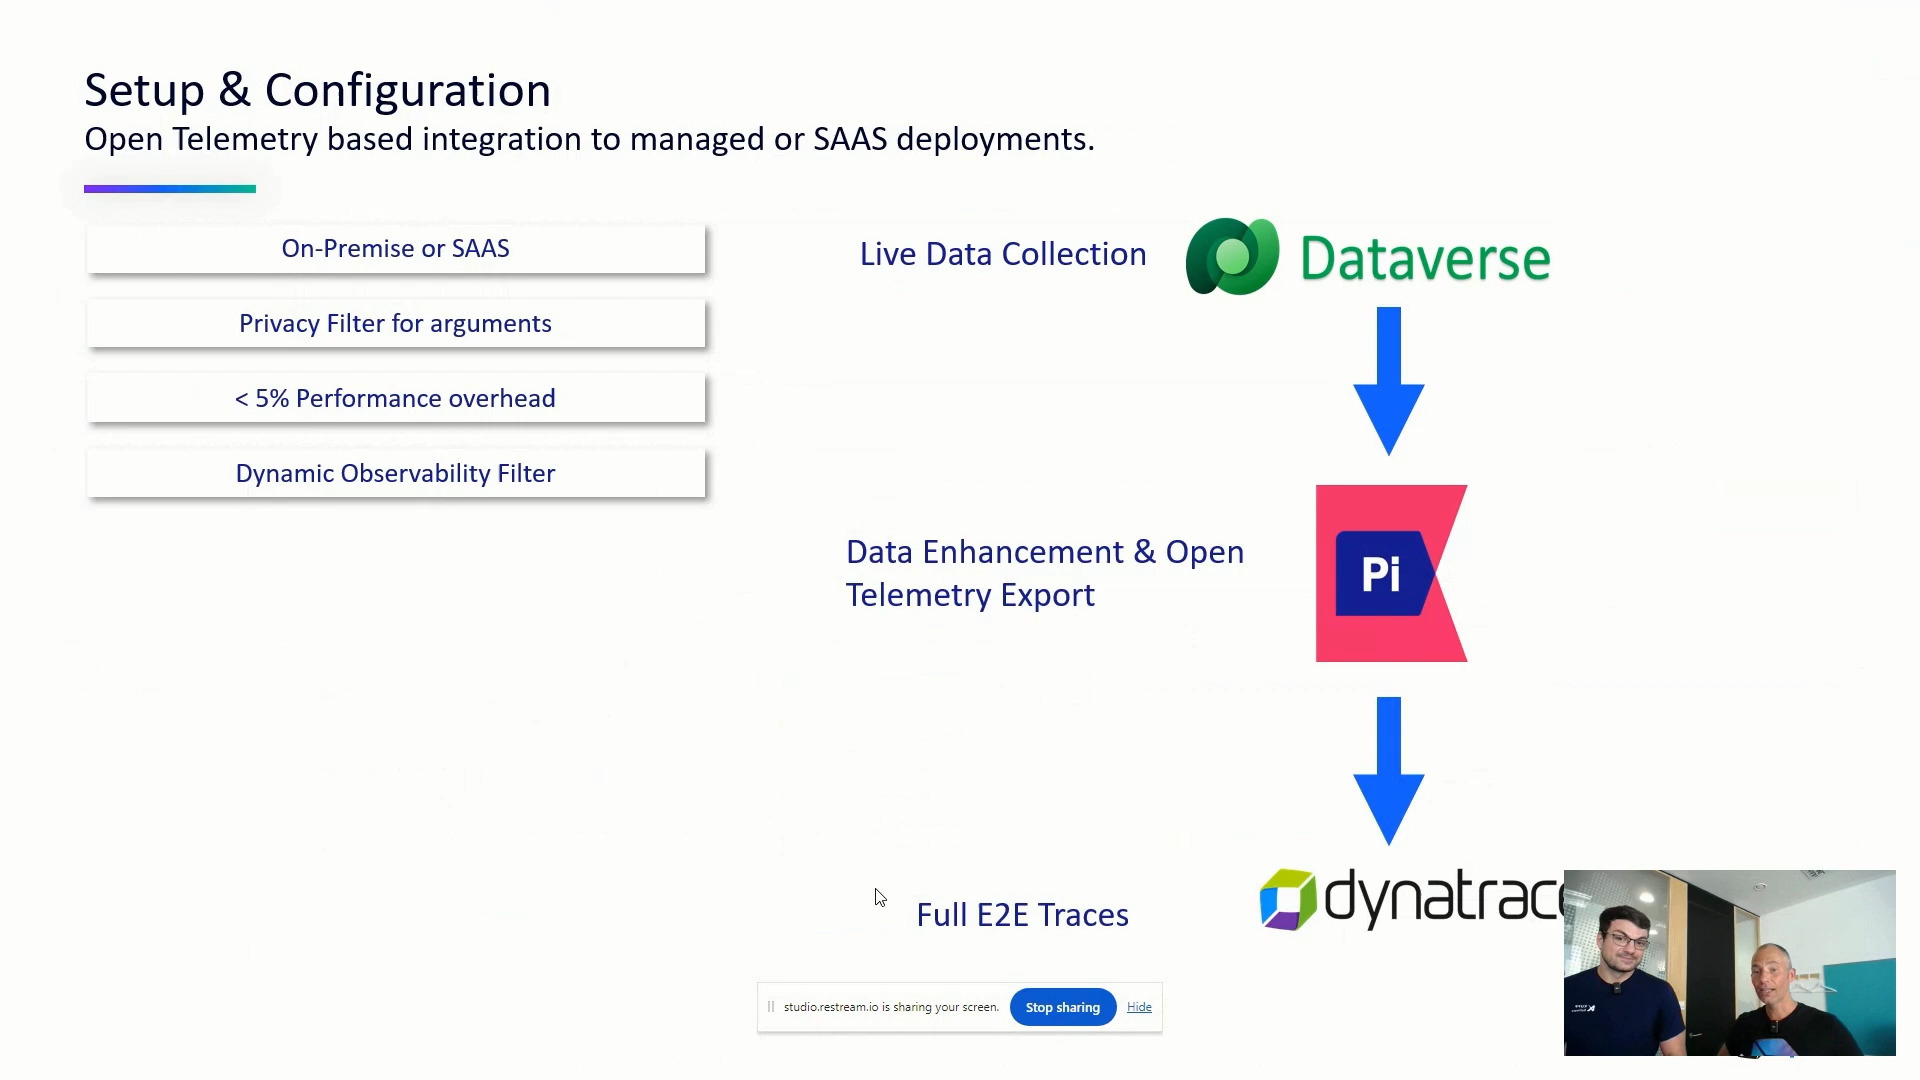 Setup & Configuration
Open Telemetry based integration to managed or SAAS deployments.
On-Premise or SAAS
Privacy Filter for arguments
< 5% Performance overhead
Dynamic Observability Filter
Live Data Collection
Dataverse
Data Enhancement & Open
Telemetry Export
Pi
Full E2E Traces
dynatrace
studio.restream.io is sharing your screen.
Stop sharing
Hide